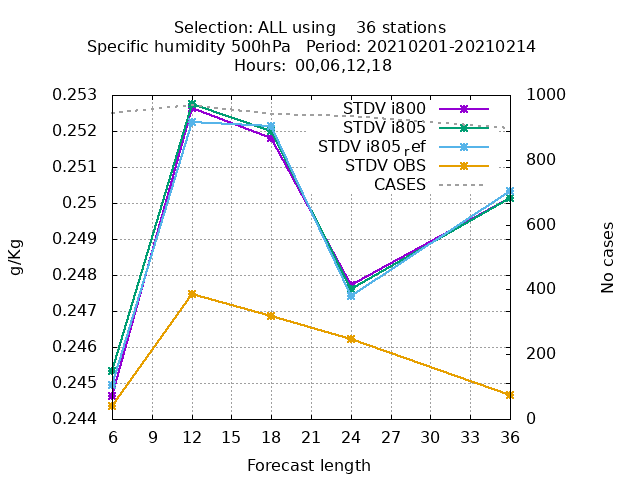 Selection: ALL using    36 stations
Specific humidity 500hPa   Period: 20210201-20210214
Hours:  00,06,12,18
STDV i800
STDV i805
STDV i805ref
STDV OBS
CASES
0.253
0.252
0.251
0.25
0.249
0.248
0.247
0.246
0.245
0.244
1000
800
600
400
200
0
g/Kg
No cases
6 9 12 15 18 21 24 27 30 33 36
Forecast length